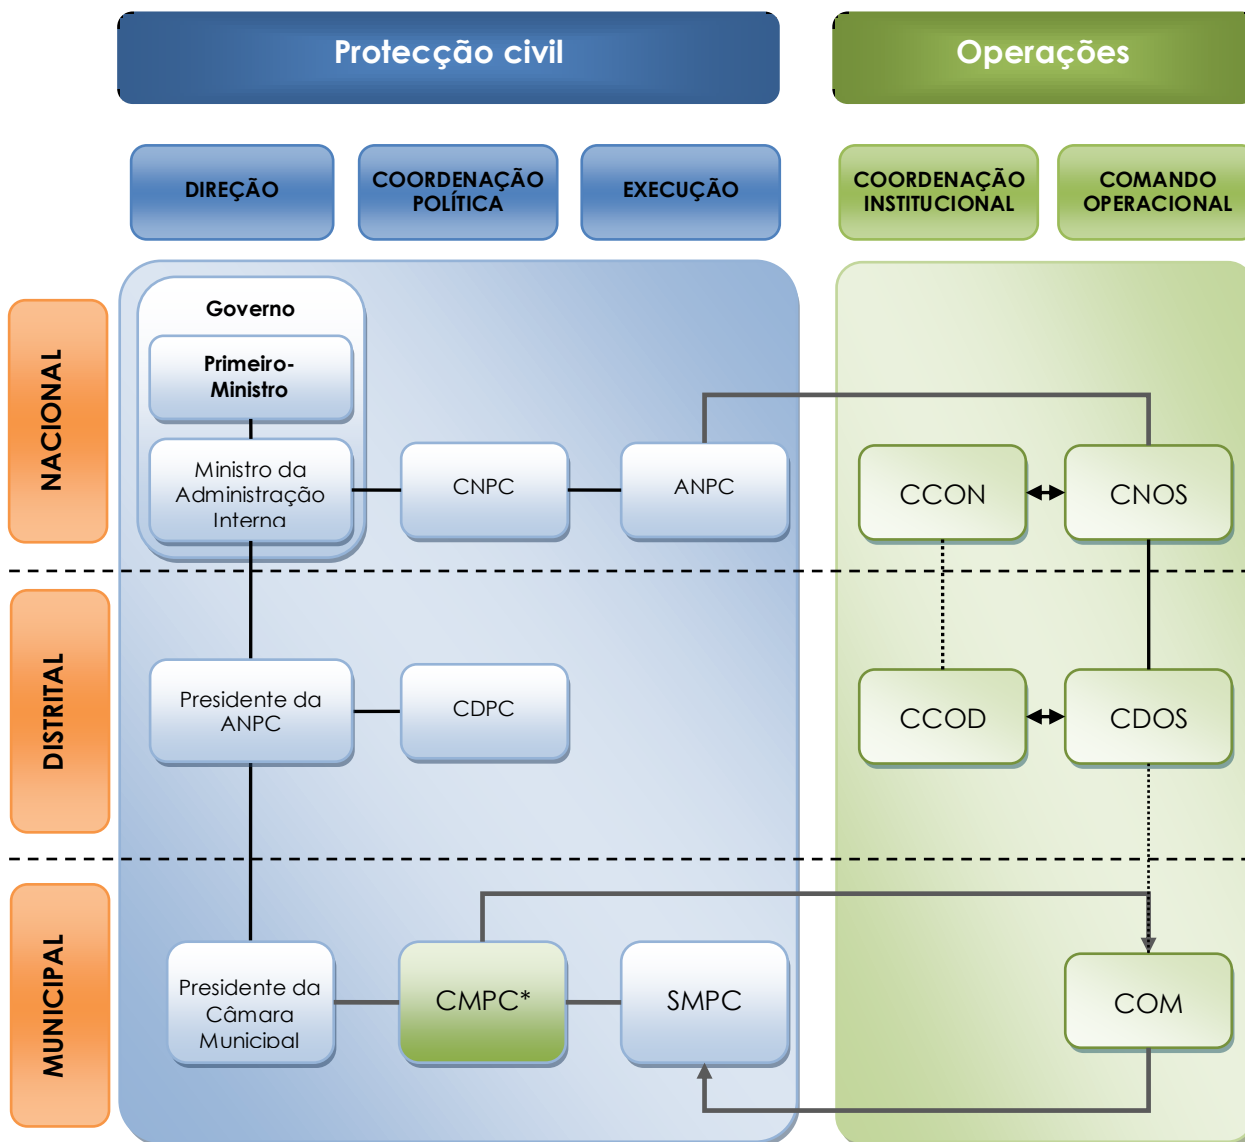 Protecção civil
Operações
DIREÇÃO
COORDENAÇÃO
POLÍTICA
EXECUÇÃO
COORDENAÇÃO
INSTITUCIONAL
COMANDO
OPERACIONAL
NACIONAL
Governo
Primeiro-
Ministro
Ministro da
Administração
Interna
CNPC
ANPC
CCON
CNOS
DISTRITAL
Presidente da
ANPC
CDPC
CCOD
CDOS
MUNICIPAL
Presidente da
Câmara
Municipal
CMPC*
SMPC
COM